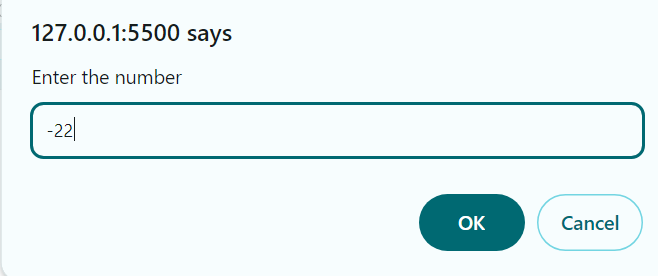 127.0.0.1:5500 says
Enter the number
-22
OK Cancel